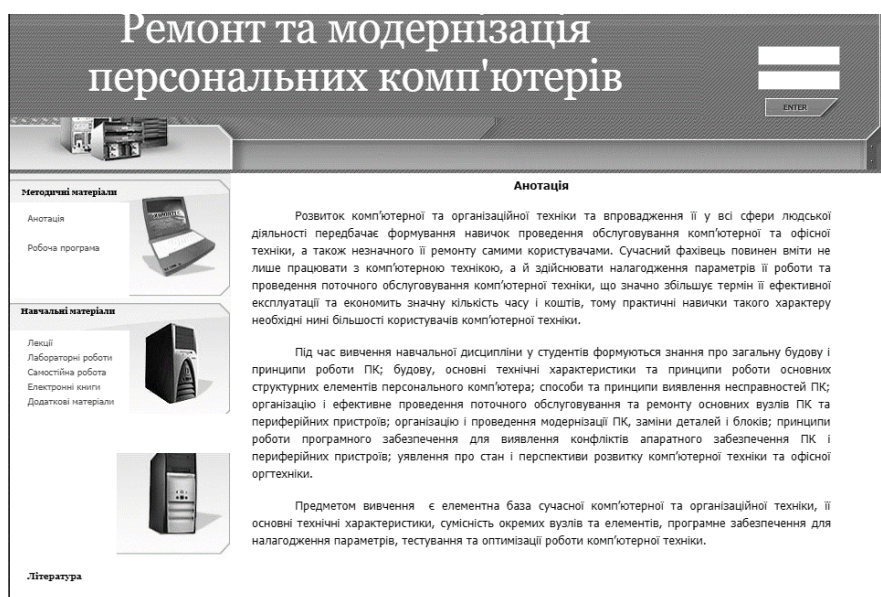 Ремонт та модернізація
персональних комп'ютерів
ENTER
Методичні матеріали
Анотація
Робоча програма
Навчальні матеріали
Лекції
Лабораторні роботи
Самостійна робота
Електронні книги
Додаткові матеріали
Література
Анотація
Розвиток комп'ютерної та організаційної техніки та впровадження її у всі сфери людської
діяльності передбачає формування навичок проведення обслуговування комп'ютерної та офісної
техніки, а також незначного її ремонту самими користувачами. Сучасний фахівець повинен вміти не
лише працювати з комп'ютерною технікою, а й здійснювати налагодження параметрів її роботи та
проведення поточного обслуговування комп'ютерної техніки, що значно збільшує термін її ефективної
експлуатації та економить значну кількість часу і коштів, тому практичні навички такого характеру
необхідні нині більшості користувачів комп'ютерної техніки.
Під час вивчення навчальної дисципліни у студентів формуються знання про загальну будову і
принципи роботи ПК; будову, основні технічні характеристики та принципи роботи основних
структурних елементів персонального комп'ютера; способи та принципи виявлення несправностей ПК;
організацію і ефективне проведення поточного обслуговування та ремонту основних вузлів ПК та
периферійних пристроїв; організацію і проведення модернізації ПК, заміни деталей і блоків; принципи
роботи програмного забезпечення для виявлення конфліктів апаратного забезпечення ПК і
периферійних пристроїв; уявлення про стан і перспективи розвитку комп'ютерної техніки та офісної
оргтехніки.
Предметом вивчення є елементна база сучасної комп'ютерної та організаційної техніки, її
основні технічні характеристики, сумісність окремих вузлів та елементів, програмне забезпечення для
налагодження параметрів, тестування та оптимізації роботи комп'ютерної техніки.